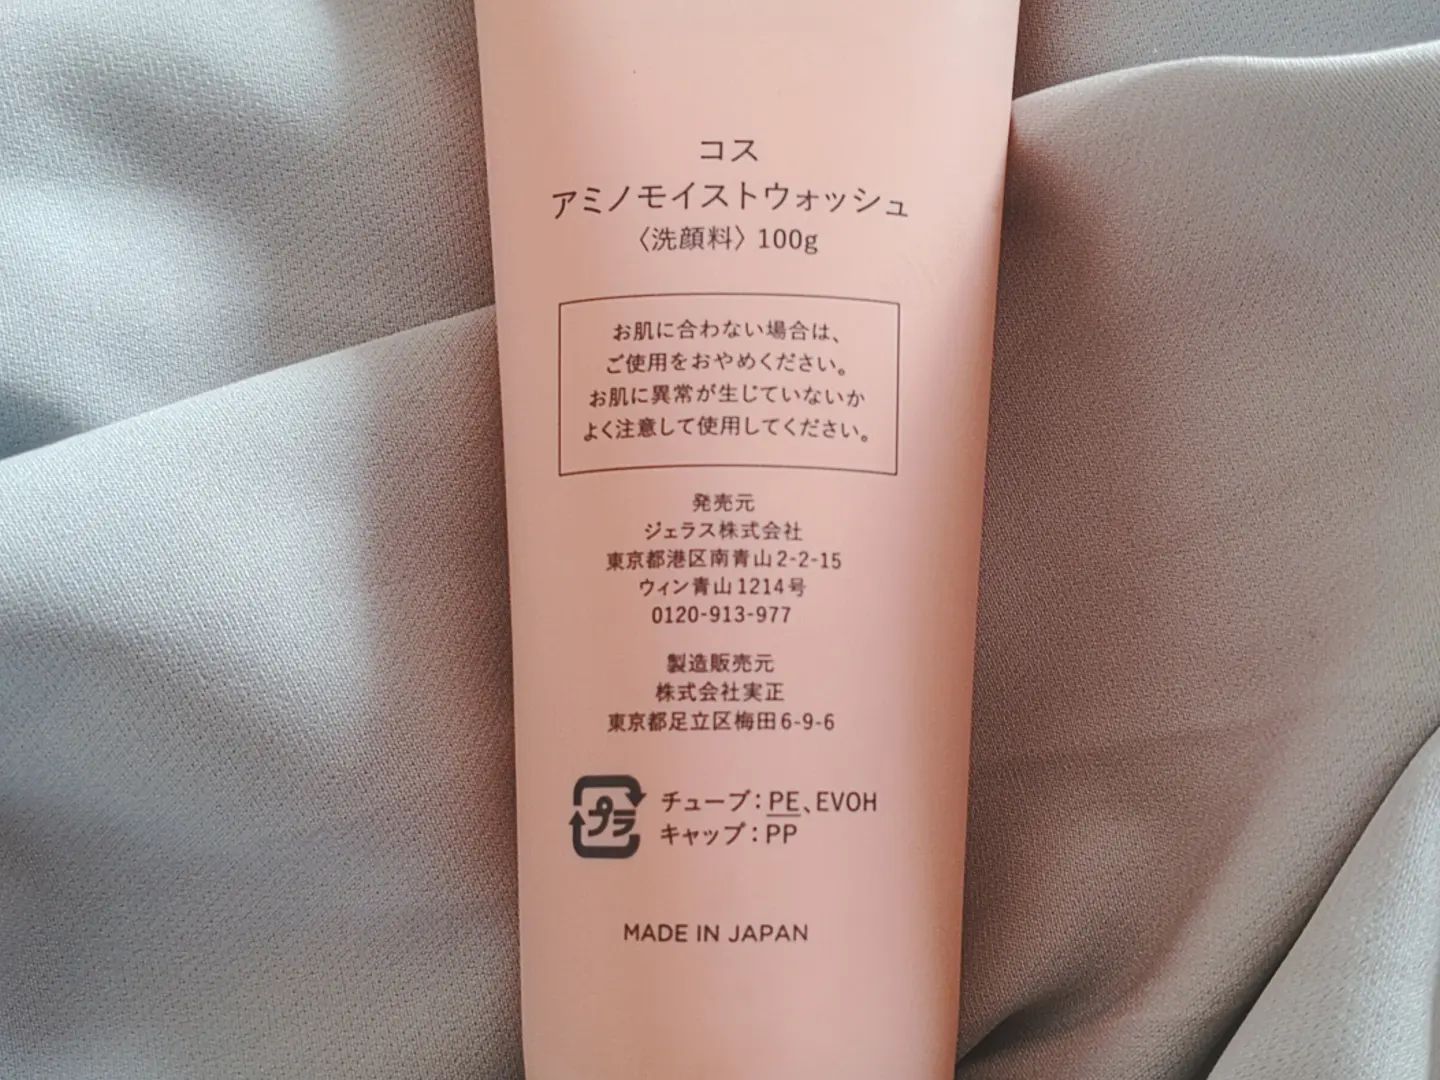 コス
アミノモイストウォッシュ
〈洗顔料〉100g
お肌に合わない場合は、
ご使用をおやめください。
お肌に異常が生じていないか
よく注意して使用してください。
発売元
ジェラス株式会社
東京都港区南青山2-2-15
ウィン青山1214号
0120-913-977
製造販売元
株式会社実正
東京都足立区梅田6-9-6
プラ
チューブ：PE、EVOH
キャップ：PP
MADE IN JAPAN